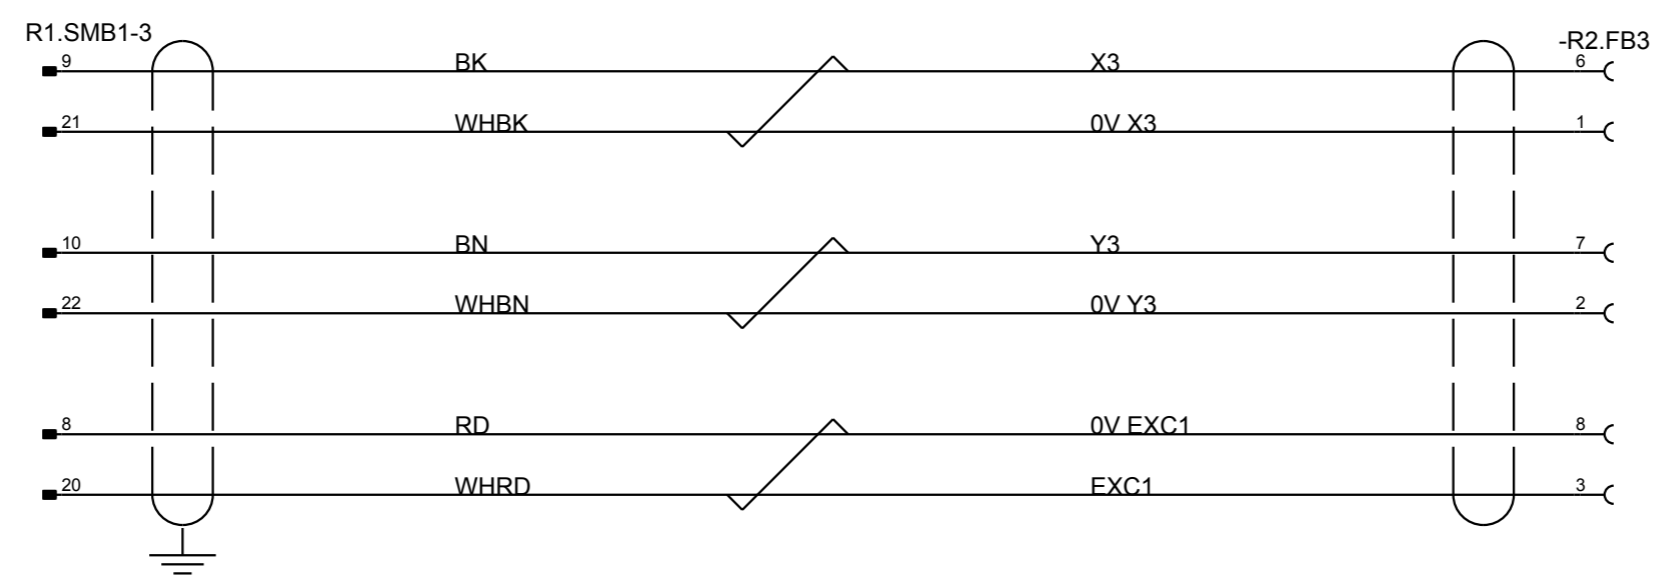 R1.SMB1-3 -R2.FB3
9 BK X3 6
21 WHBK 0V X3 1
10 BN Y3 7
22 WHBN 0V Y3 2
8 RD 0V EXC1 8
20 WHRD EXC1 3